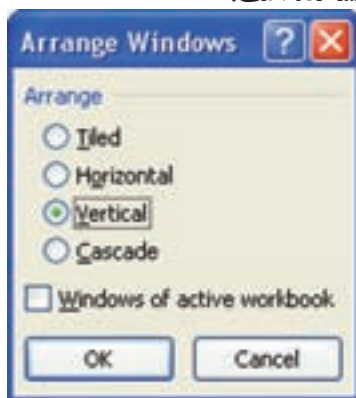 Arrange Windows
Arrange
Tiled
Horizontal
Vertical
Cascade
Windows of active workbook
OK
Cancel